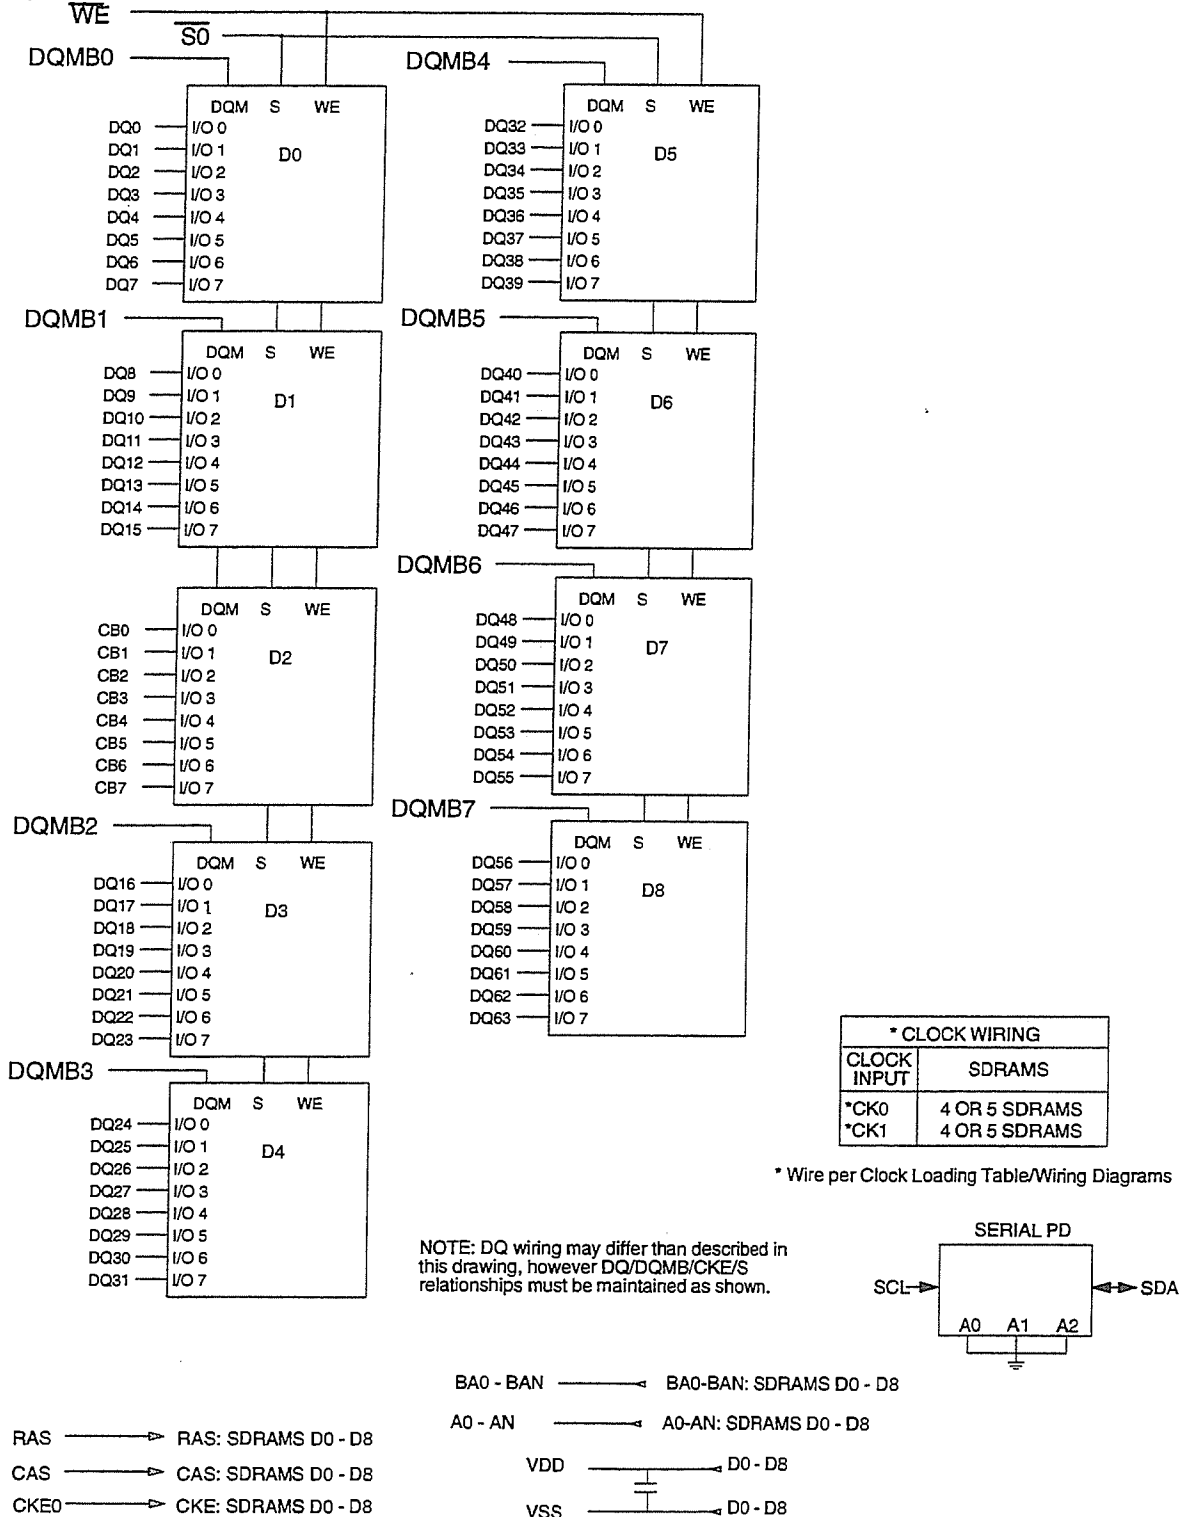 WE
S0
DQMB0
DQM S WE
DQ0 I/O 0
DQ1 I/O 1
DQ2 I/O 2
DQ3 I/O 3
DQ4 I/O 4
DQ5 I/O 5
DQ6 I/O 6
DQ7 I/O 7
D0
DQMB1
DQM S WE
DQ8 I/O 0
DQ9 I/O 1
DQ10 I/O 2
DQ11 I/O 3
DQ12 I/O 4
DQ13 I/O 5
DQ14 I/O 6
DQ15 I/O 7
D1
DQM S WE
CB0 I/O 0
CB1 I/O 1
CB2 I/O 2
CB3 I/O 3
CB4 I/O 4
CB5 I/O 5
CB6 I/O 6
CB7 I/O 7
D2
DQMB2
DQM S WE
DQ16 I/O 0
DQ17 I/O 1
DQ18 I/O 2
DQ19 I/O 3
DQ20 I/O 4
DQ21 I/O 5
DQ22 I/O 6
DQ23 I/O 7
D3
DQMB3
DQM S WE
DQ24 I/O 0
DQ25 I/O 1
DQ26 I/O 2
DQ27 I/O 3
DQ28 I/O 4
DQ29 I/O 5
DQ30 I/O 6
DQ31 I/O 7
D4
DQMB4
DQM S WE
DQ32 I/O 0
DQ33 I/O 1
DQ34 I/O 2
DQ35 I/O 3
DQ36 I/O 4
DQ37 I/O 5
DQ38 I/O 6
DQ39 I/O 7
D5
DQMB5
DQM S WE
DQ40 I/O 0
DQ41 I/O 1
DQ42 I/O 2
DQ43 I/O 3
DQ44 I/O 4
DQ45 I/O 5
DQ46 I/O 6
DQ47 I/O 7
D6
DQMB6
DQM S WE
DQ48 I/O 0
DQ49 I/O 1
DQ50 I/O 2
DQ51 I/O 3
DQ52 I/O 4
DQ53 I/O 5
DQ54 I/O 6
DQ55 I/O 7
D7
DQMB7
DQM S WE
DQ56 I/O 0
DQ57 I/O 1
DQ58 I/O 2
DQ59 I/O 3
DQ60 I/O 4
DQ61 I/O 5
DQ62 I/O 6
DQ63 I/O 7
D8
* CLOCK WIRING
CLOCK INPUT SDRAMS
*CK0 4 OR 5 SDRAMS
*CK1 4 OR 5 SDRAMS
* Wire per Clock Loading Table/Wiring Diagrams
SERIAL PD
SCL SDA
A0 A1 A2
NOTE: DQ wiring may differ than described in
this drawing, however DQ/DQMB/CKE/S
relationships must be maintained as shown.
BA0 - BAN BA0-BAN: SDRAMS D0 - D8
A0 - AN A0-AN: SDRAMS D0 - D8
RAS RAS: SDRAMS D0 - D8
CAS CAS: SDRAMS D0 - D8
CKE0 CKE: SDRAMS D0 - D8
VDD D0 - D8
VSS D0 - D8